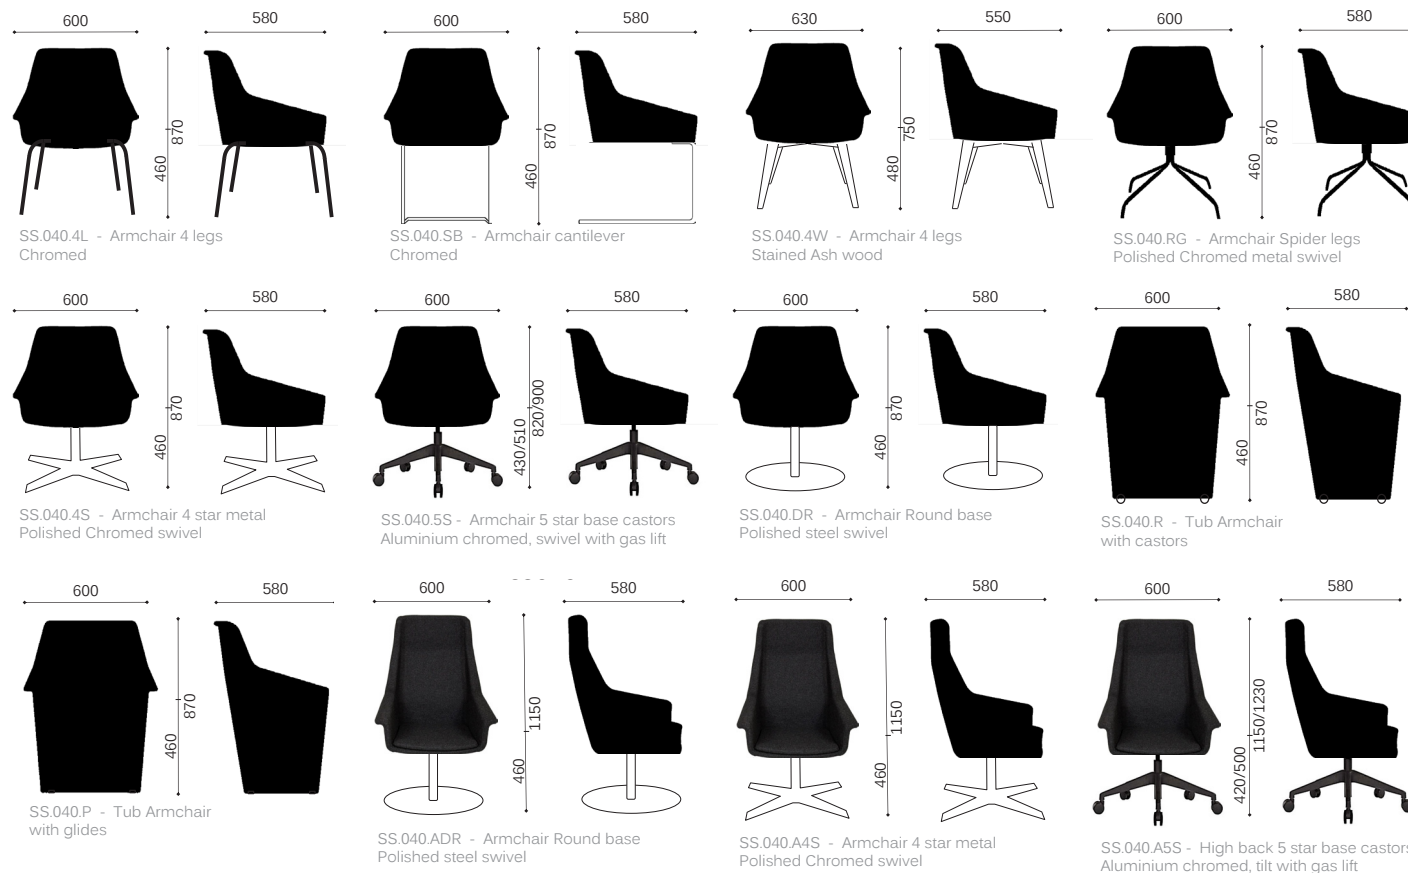 600 580
870
460
SS.040.4L - Armchair 4 legs
Chromed
600 580
870
460
SS.040.SB - Armchair cantilever
Chromed
630 550
750
480
SS.040.4W - Armchair 4 legs
Stained Ash wood
600 580
870
460
SS.040.RG - Armchair Spider legs
Polished Chromed metal swivel
600 580
870
460
SS.040.4S - Armchair 4 star metal
Polished Chromed swivel
600 580
820/900
430/510
SS.040.5S - Armchair 5 star base castors
Aluminium chromed, swivel with gas lift
600 580
870
460
SS.040.DR - Armchair Round base
Polished steel swivel
600 580
870
460
SS.040.R - Tub Armchair
with castors
600 580
870
460
SS.040.P - Tub Armchair
with glides
600 580
1150
460
SS.040.ADR - Armchair Round base
Polished steel swivel
600 580
1150
460
SS.040.A4S - Armchair 4 star metal
Polished Chromed swivel
600 580
1150/1230
420/500
SS.040.A5S - High back 5 star base castors
Aluminium chromed, tilt with gas lift